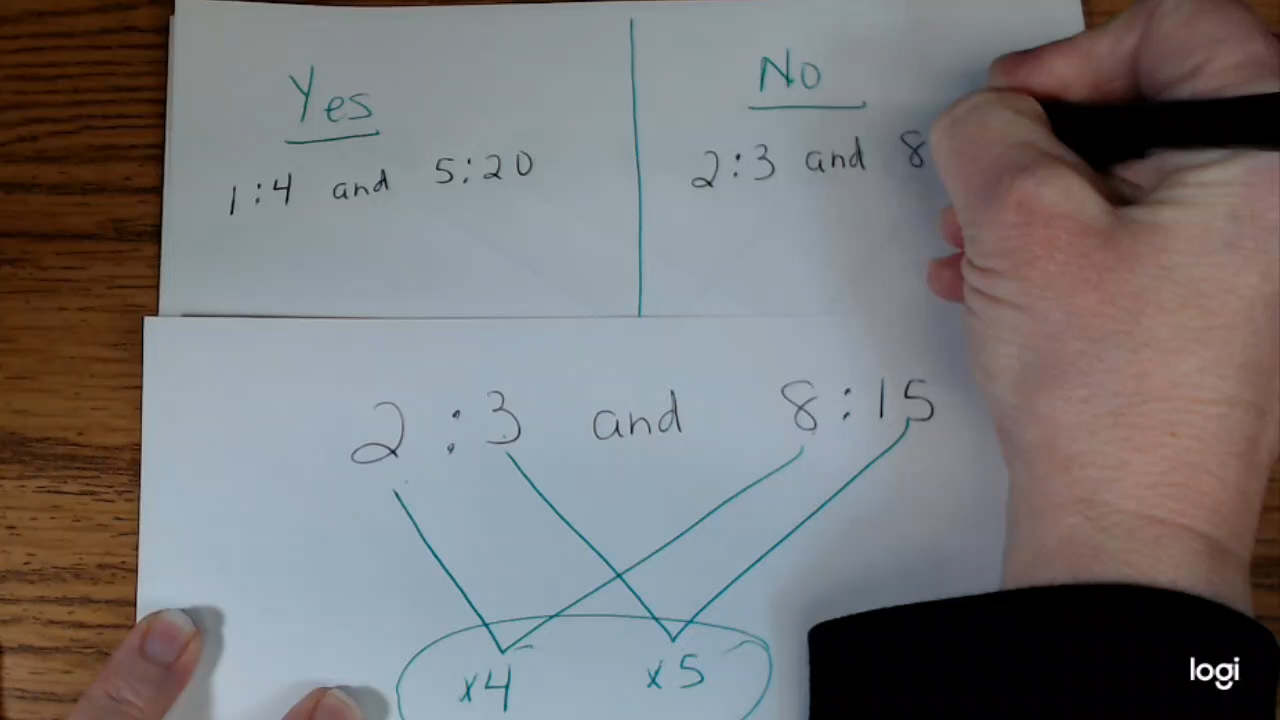 Yes
1:4 and 5:20
No
2:3 and 8
2:3 and 8:15
x4 x5
logi